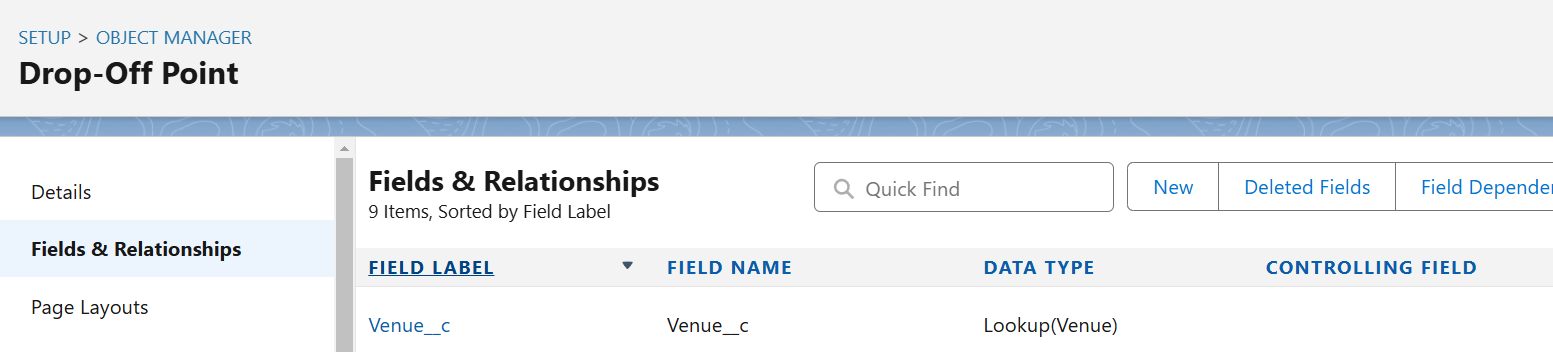 SETUP > OBJECT MANAGER
Drop-Off Point
Details
Fields & Relationships
Page Layouts
Fields & Relationships
9 Items, Sorted by Field Label
Quick Find
New Deleted Fields Field Depende
FIELD LABEL FIELD NAME DATA TYPE CONTROLLING FIELD
Venue__c Venue__c Lookup(Venue)